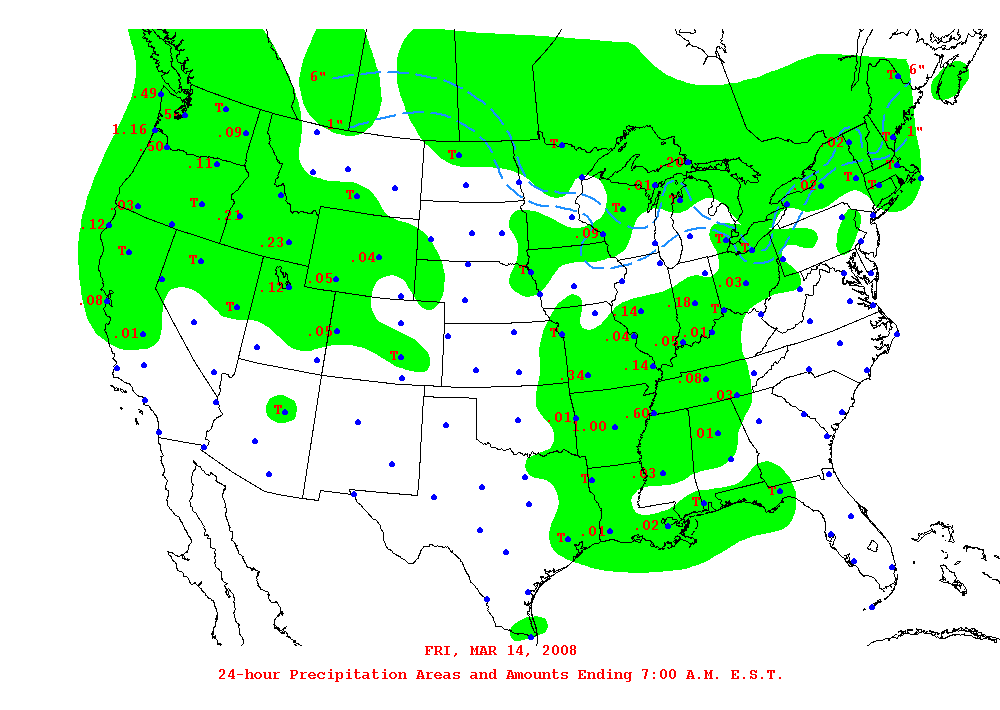 6"
6"
T
.49
T
.5
1.16
1"
1"
.09
T
.50
T
.02
.11
T
.20
T
.01
T
.02
T
T
.03
T
T
T
.21
.12
.09
.23
T
T
T
.04
T
T
.05
.12
.03
.08
T
.18
T
.14
.01
.05
T
.04
.01
.05
T
.14
.34
.08
.03
T
.01
.60
1.00
.01
.03
T
T
T
.02
.01
T
FRI, MAR 14, 2008
24-hour Precipitation Areas and Amounts Ending 7:00 A.M. E.S.T.